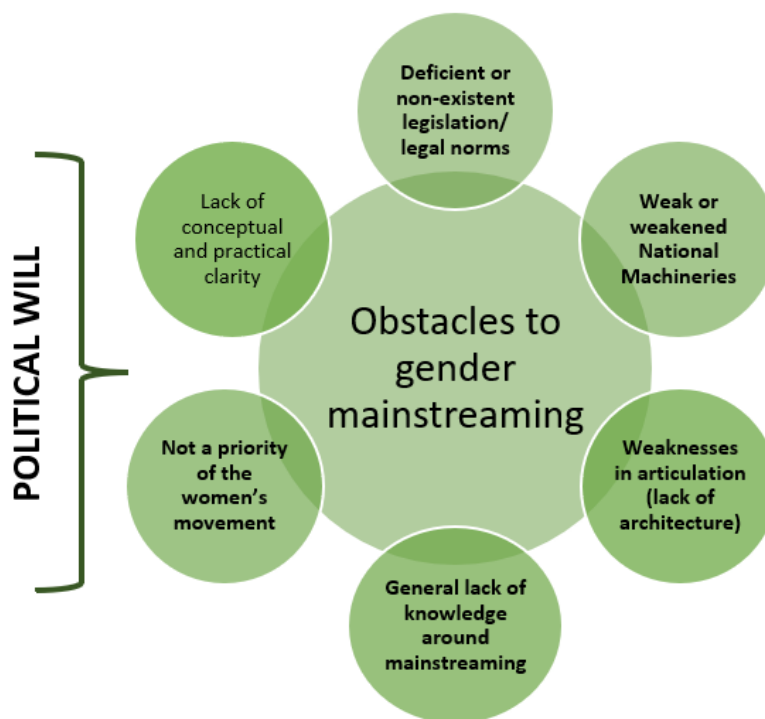 POLITICAL WILL
Deficient or
non-existent
legislation/
legal norms
Lack of
conceptual
and practical
clarity
Weak or
weakened
National
Machineries
Obstacles to
gender
mainstreaming
Not a priority
of the
women’s
movement
Weaknesses
in articulation
(lack of
architecture)
General lack of
knowledge
around
mainstreaming